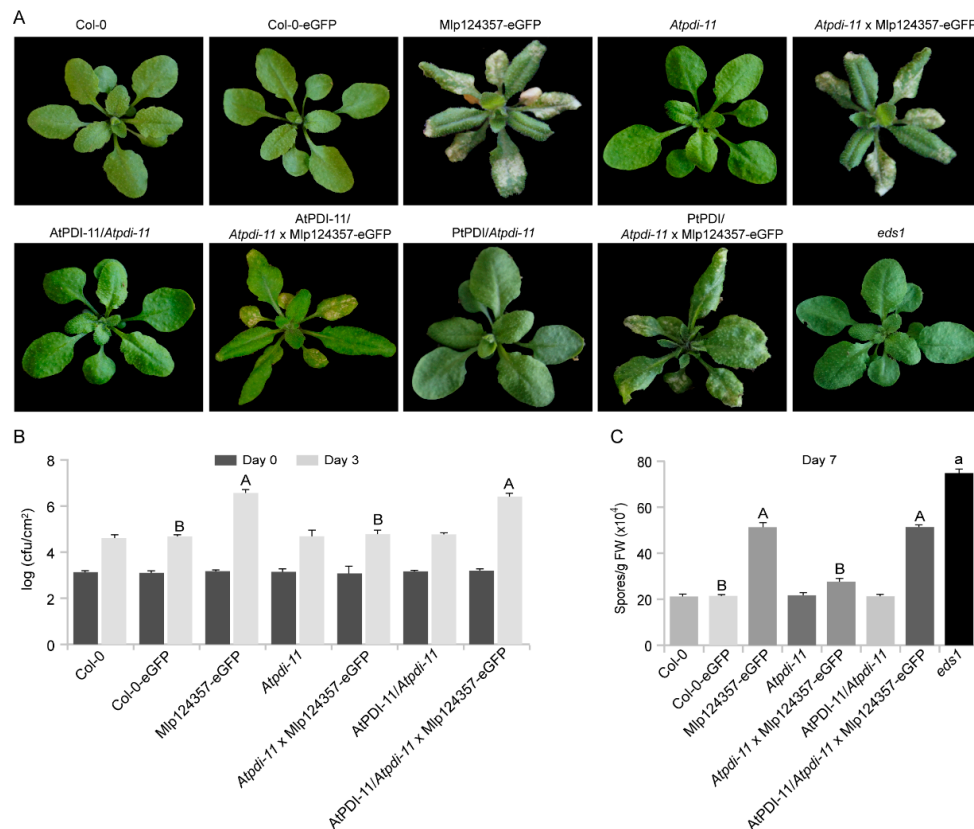 A
Col-0
Col-0-eGFP
Mlp124357-eGFP
Atpdi-11
Atpdi-11 x Mlp124357-eGFP
AtPDI-11/Atpdi-11
AtPDI-11/
Atpdi-11 x Mlp124357-eGFP
PtPDI/Atpdi-11
PtPDI/
Atpdi-11 x Mlp124357-eGFP
eds1
B
Day 0
Day 3
log (cfu/cm²)
8
6
4
2
0
B
A
B
A
Col-0
Col-0-eGFP
Mlp124357-eGFP
Atpdi-11
Atpdi-11 x Mlp124357-eGFP
AtPDI-11/Atpdi-11
AtPDI-11/Atpdi-11 x Mlp124357-eGFP
C
Day 7
Spores/g FW (x10⁴)
80
60
40
20
0
B
A
B
A
a
Col-0
Col-0-eGFP
Mlp124357-eGFP
Atpdi-11
Atpdi-11 x Mlp124357-eGFP
AtPDI-11/Atpdi-11
AtPDI-11/Atpdi-11 x Mlp124357-eGFP
eds1